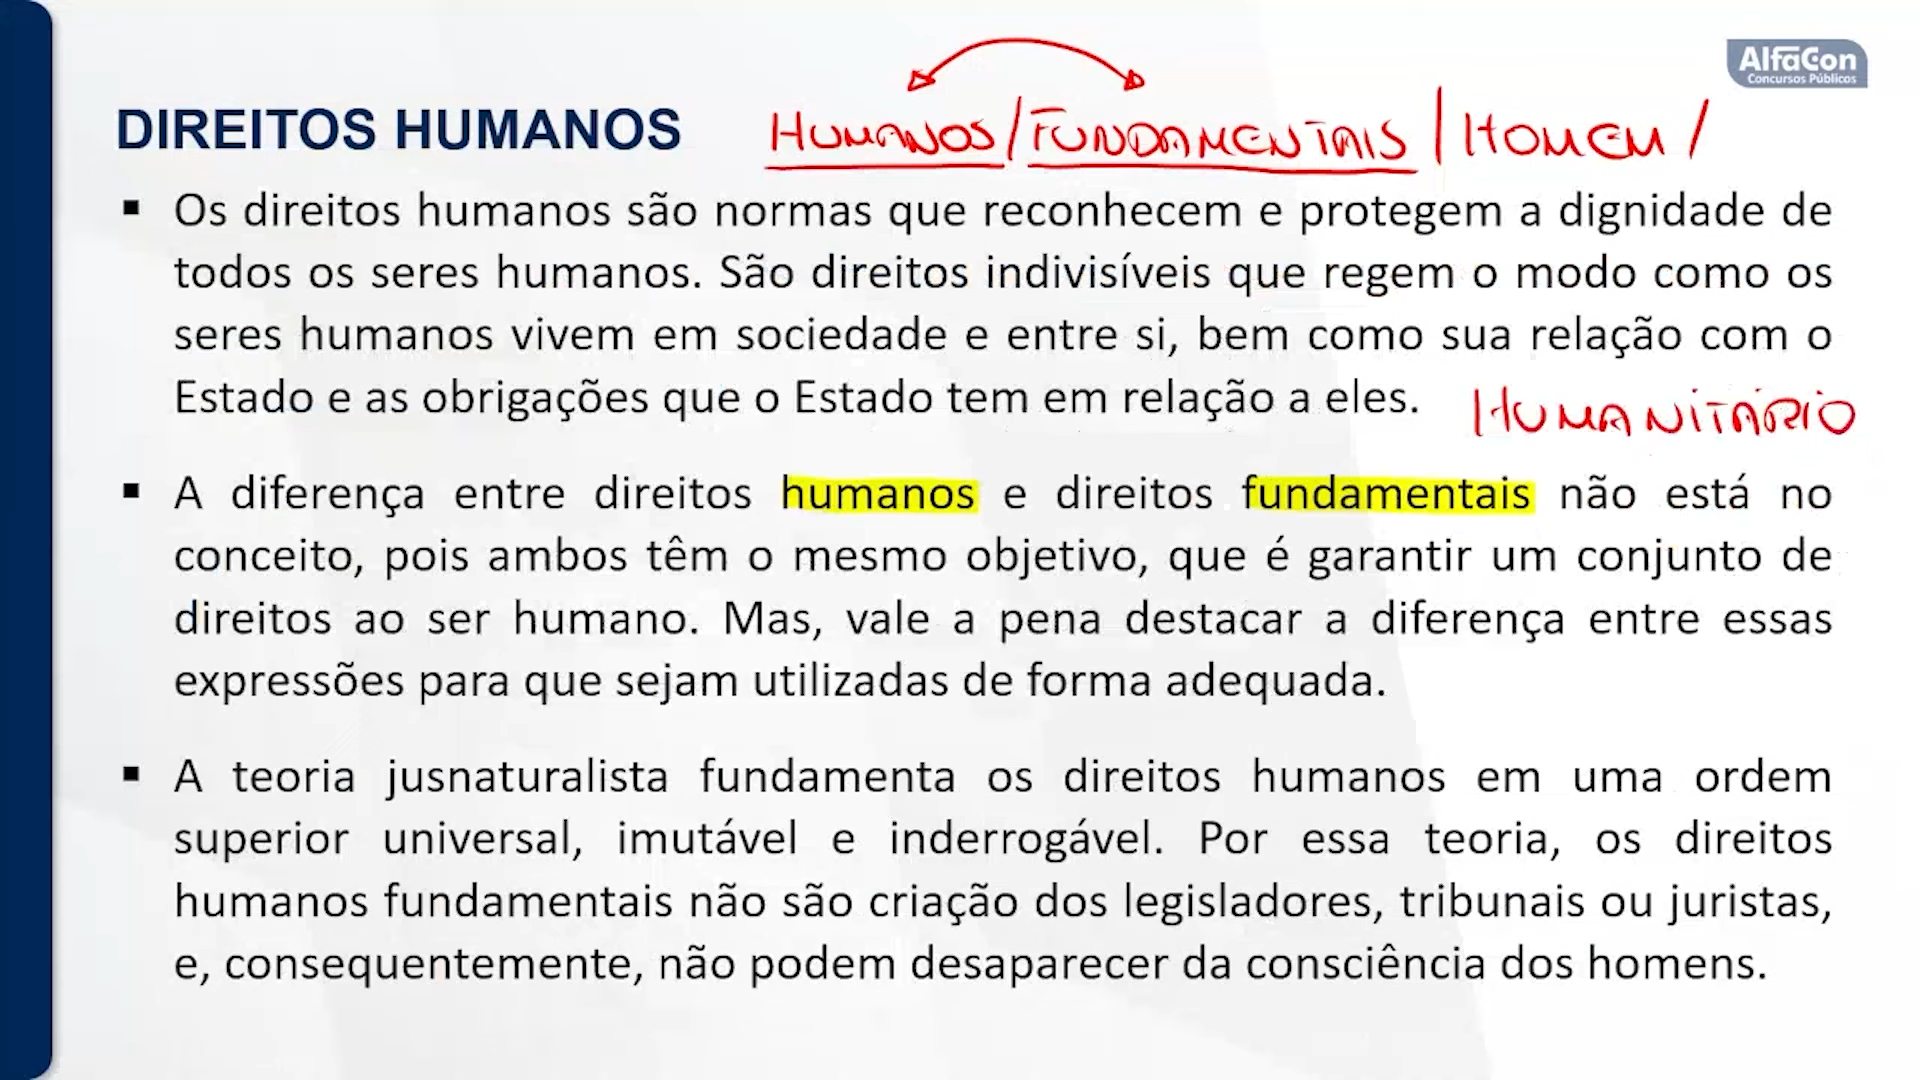 AlfaCon
Concursos Públicos
DIREITOS HUMANOS HUMANOS/FUNDAMENTAIS/HOMEM/
▪ Os direitos humanos são normas que reconhecem e protegem a dignidade de
todos os seres humanos. São direitos indivisíveis que regem o modo como os
seres humanos vivem em sociedade e entre si, bem como sua relação com o
Estado e as obrigações que o Estado tem em relação a eles. HUMANITÁRIO
▪ A diferença entre direitos humanos e direitos fundamentais não está no
conceito, pois ambos têm o mesmo objetivo, que é garantir um conjunto de
direitos ao ser humano. Mas, vale a pena destacar a diferença entre essas
expressões para que sejam utilizadas de forma adequada.
▪ A teoria jusnaturalista fundamenta os direitos humanos em uma ordem
superior universal, imutável e inderrogável. Por essa teoria, os direitos
humanos fundamentais não são criação dos legisladores, tribunais ou juristas,
e, consequentemente, não podem desaparecer da consciência dos homens.